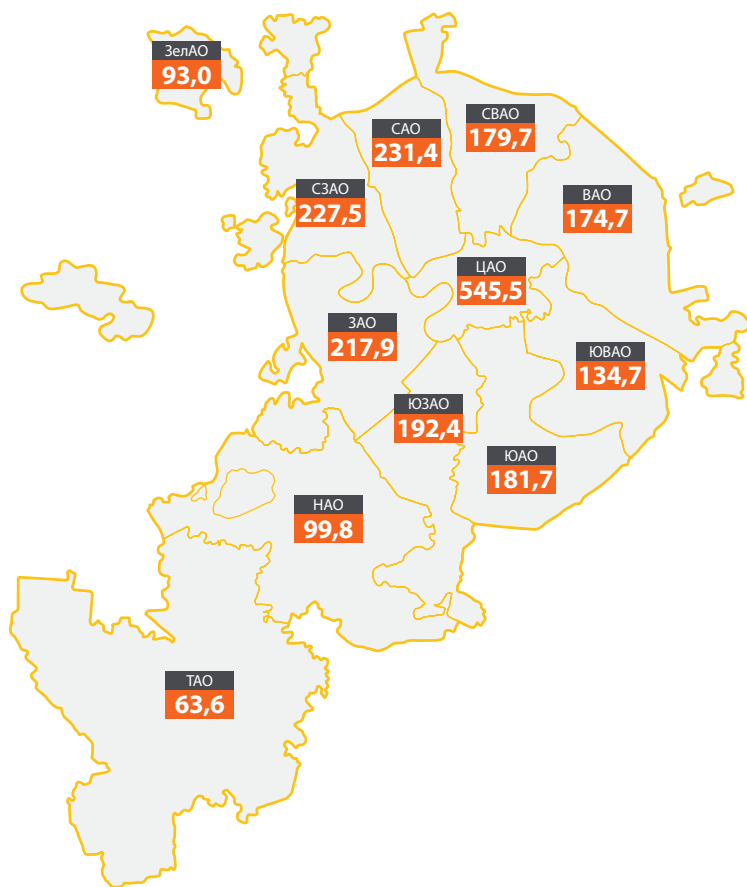 ЗелАО
93,0
САО
231,4
СВАО
179,7
СЗАО
227,5
ВАО
174,7
ЦАО
545,5
ЗАО
217,9
ЮВАО
134,7
ЮЗАО
192,4
ЮАО
181,7
НАО
99,8
ТАО
63,6